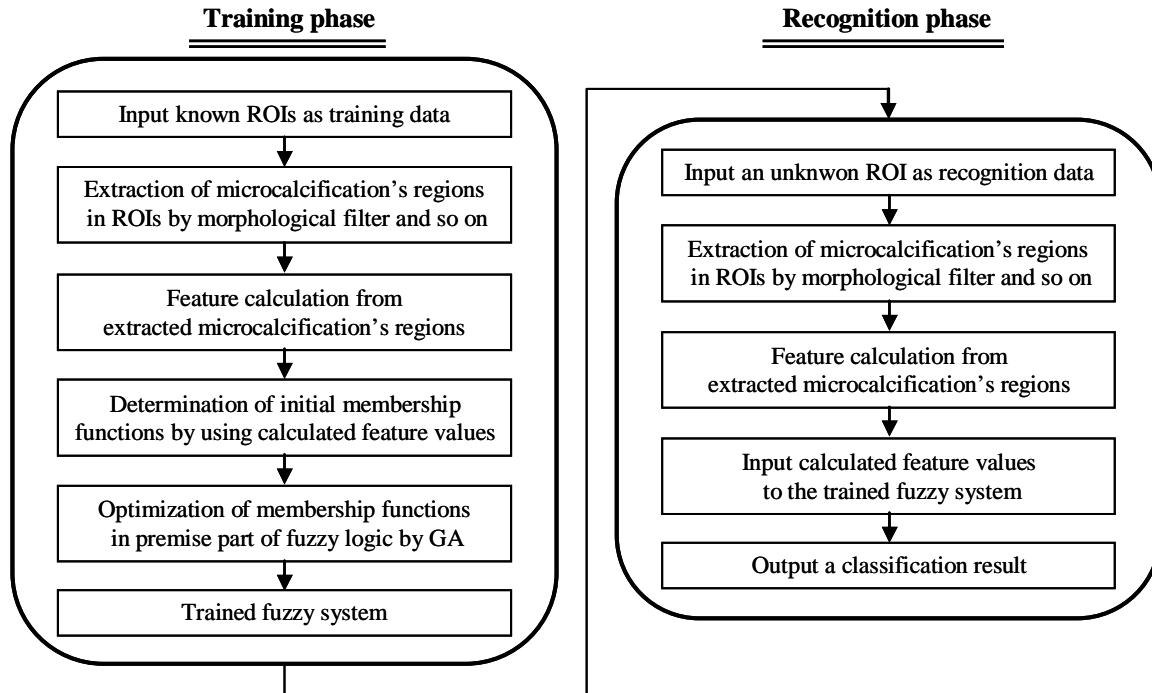 Training phase
Input known ROIs as training data
Extraction of microcalcification's regions
in ROIs by morphological filter and so on
Feature calculation from
extracted microcalcification's regions
Determination of initial membership
functions by using calculated feature values
Optimization of membership functions
in premise part of fuzzy logic by GA
Trained fuzzy system
Recognition phase
Input an unknwon ROI as recognition data
Extraction of microcalcification's regions
in ROIs by morphological filter and so on
Feature calculation from
extracted microcalcification's regions
Input calculated feature values
to the trained fuzzy system
Output a classification result